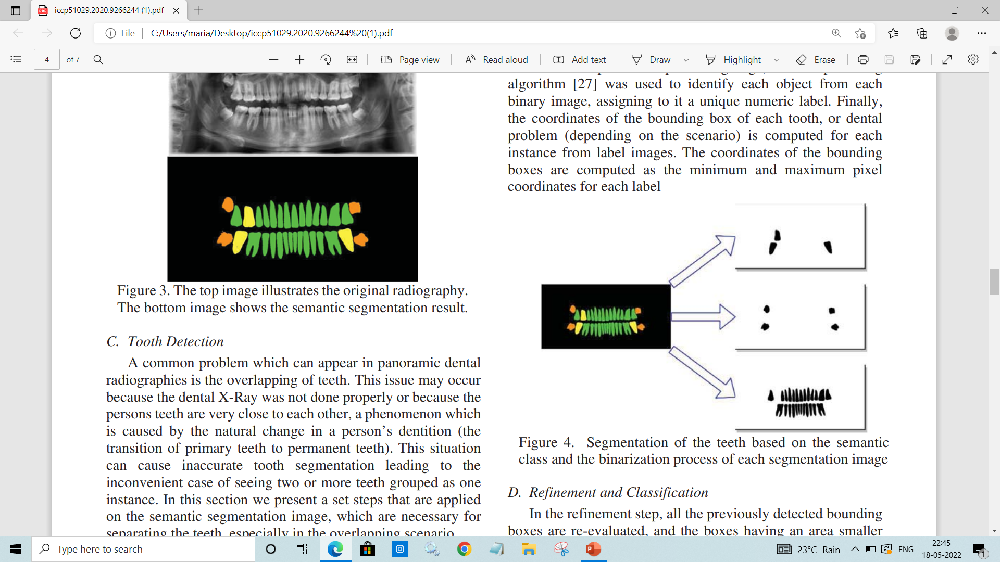 iccp51029.2020.9266244 (1).pdf
File
C:/Users/maria/Desktop/iccp51029.2020.9266244%20(1).pdf
4 of 7
Page view
Read aloud
Add text
Draw
Highlight
Erase
Figure 3. The top image illustrates the original radiography.
The bottom image shows the semantic segmentation result.
C. Tooth Detection
A common problem which can appear in panoramic dental
radiographies is the overlapping of teeth. This issue may occur
because the dental X-Ray was not done properly or because the
persons teeth are very close to each other, a phenomenon which
is caused by the natural change in a person’s dentition (the
transition of primary teeth to permanent teeth). This situation
can cause inaccurate tooth segmentation leading to the
inconvenient case of seeing two or more teeth grouped as one
instance. In this section we present a set steps that are applied
on the semantic segmentation image, which are necessary for
separating the teeth, especially in the overlapping scenario.
algorithm [27] was used to identify each object from each
binary image, assigning to it a unique numeric label. Finally,
the coordinates of the bounding box of each tooth, or dental
problem (depending on the scenario) is computed for each
instance from label images. The coordinates of the bounding
boxes are computed as the minimum and maximum pixel
coordinates for each label
Figure 4. Segmentation of the teeth based on the semantic
class and the binarization process of each segmentation image
D. Refinement and Classification
In the refinement step, all the previously detected bounding
boxes are re-evaluated, and the boxes having an area smaller
Type here to search
23°C Rain
ENG
22:45
18-05-2022
1